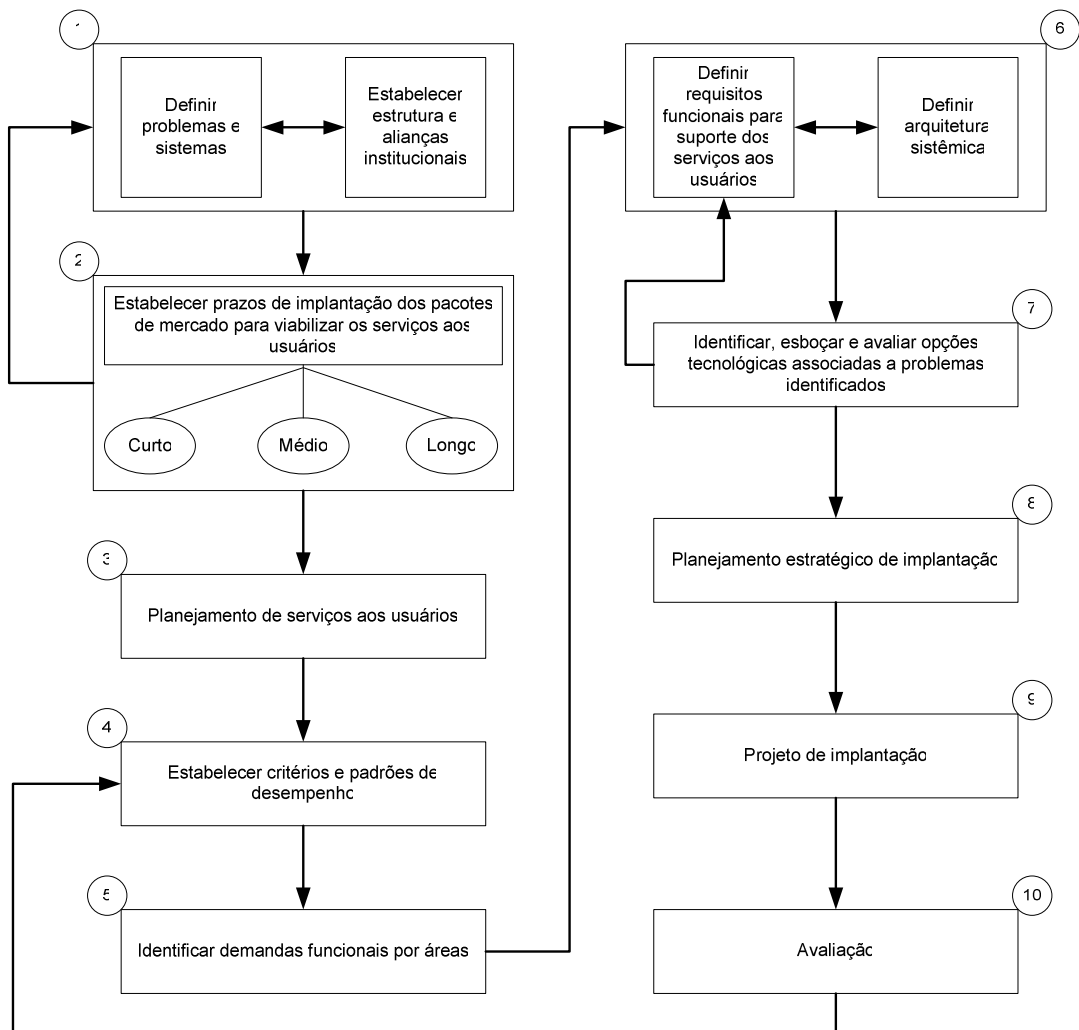 1
Definir
problemas e
sistemas
Estabelecer
estrutura e
alianças
institucionais
2
Estabelecer prazos de implantação dos pacotes
de mercado para viabilizar os serviços aos
usuários
Curto
Médio
Longo
3
Planejamento de serviços aos usuários
4
Estabelecer critérios e padrões de
desempenho
5
Identificar demandas funcionais por áreas
6
Definir
requisitos
funcionais para
suporte dos
serviços aos
usuários
Definir
arquitetura
sistêmica
7
Identificar, esboçar e avaliar opções
tecnológicas associadas a problemas
identificados
8
Planejamento estratégico de implantação
9
Projeto de implantação
10
Avaliação